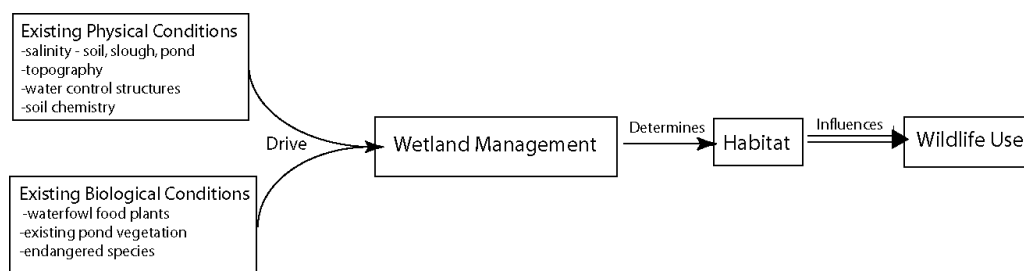 Existing Physical Conditions
-salinity - soil, slough, pond
-topography
-water control structures
-soil chemistry
Drive
Existing Biological Conditions
-waterfowl food plants
-existing pond vegetation
-endangered species
Wetland Management
Determines
Habitat
Influences
Wildlife Use